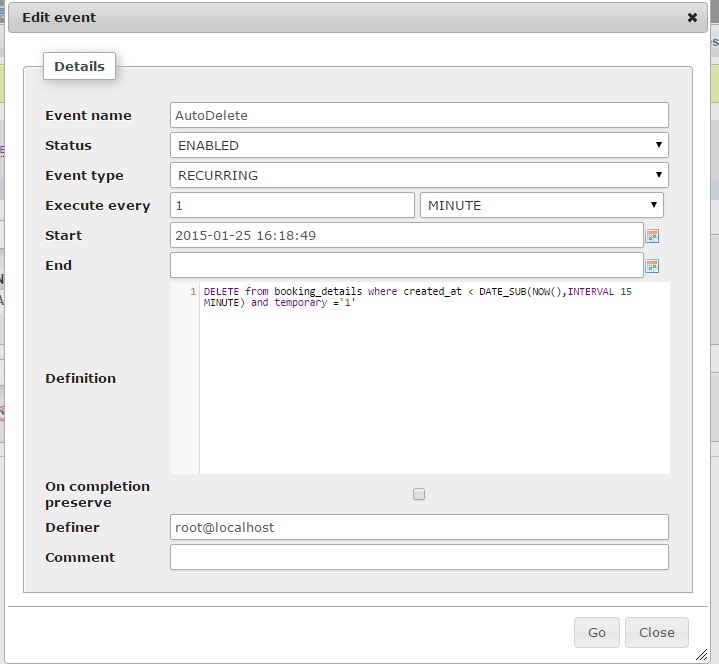 Edit event
Details
Event name AutoDelete
Status ENABLED
Event type RECURRING
Execute every 1 MINUTE
Start 2015-01-25 16:18:49
End
1 DELETE from booking_details where created_at < DATE_SUB(NOW(),INTERVAL 15
MINUTE) and temporary ='1'
Definition
On completion
preserve
Definer root@localhost
Comment
Go Close